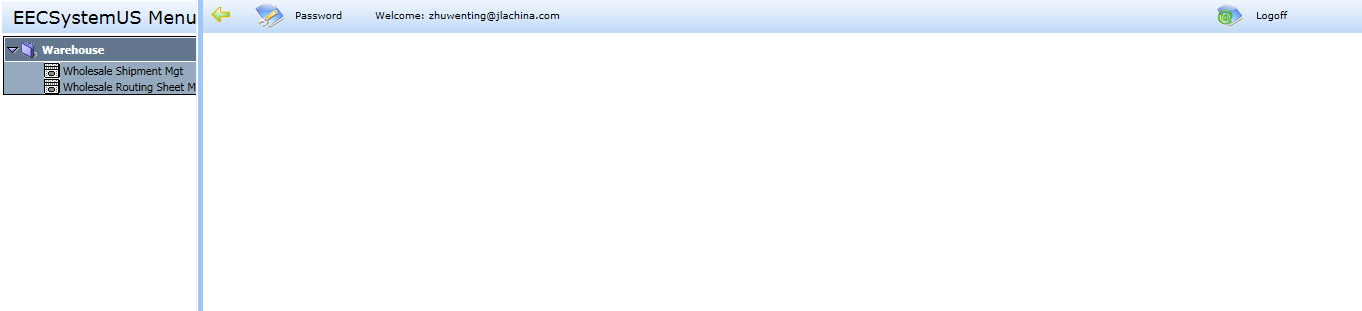 EECSystemUS Menu
Password
Welcome: zhuwenting@jlachina.com
Logoff
Warehouse
Wholesale Shipment Mgt
Wholesale Routing Sheet M